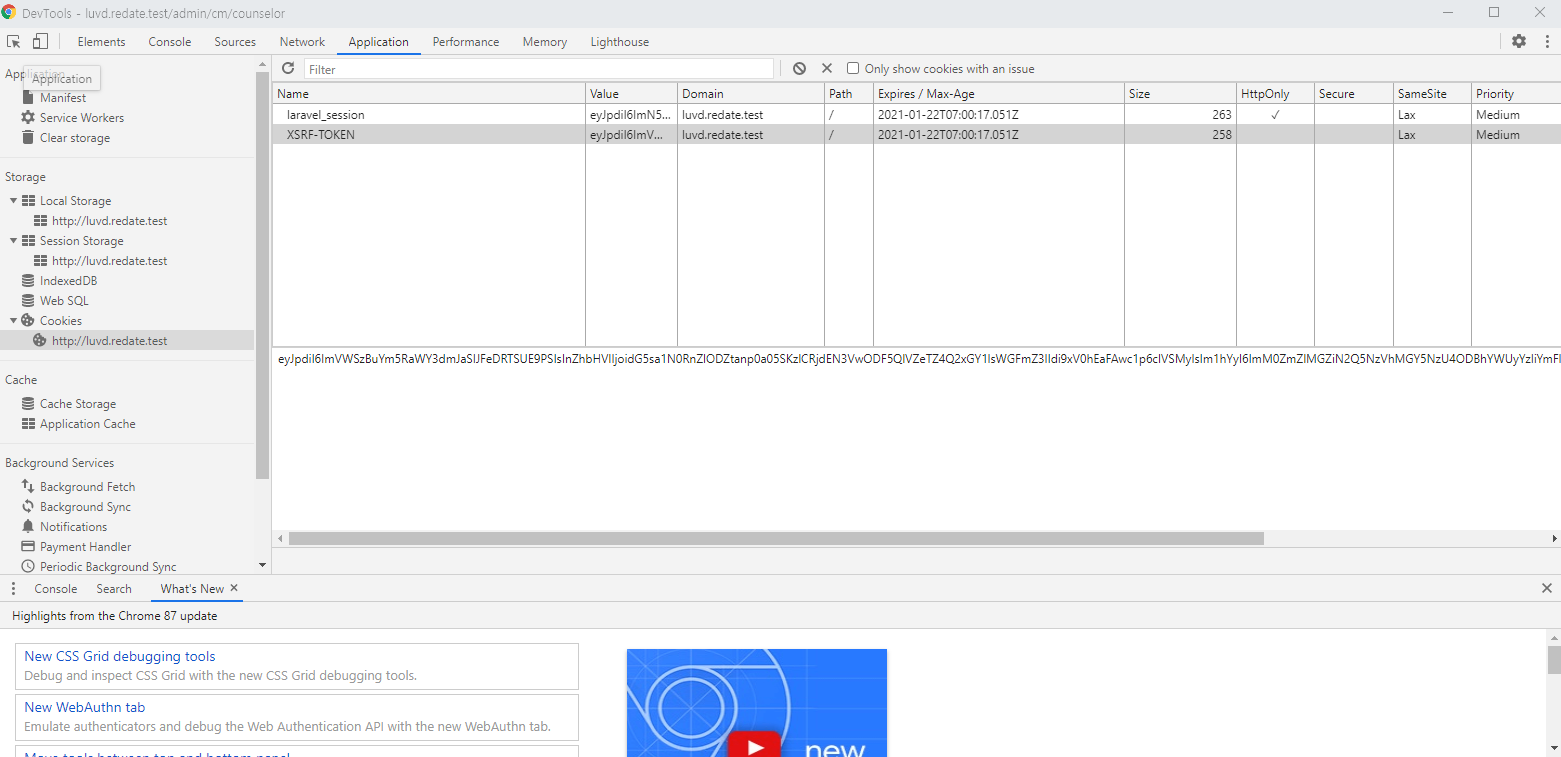 DevTools - luvd.redate.test/admin/cm/counselor
Elements Console Sources Network Application Performance Memory Lighthouse
Application
Application
Manifest
Service Workers
Clear storage
Storage
Local Storage
http://luvd.redate.test
Session Storage
http://luvd.redate.test
IndexedDB
Web SQL
Cookies
http://luvd.redate.test
Cache
Cache Storage
Application Cache
Background Services
Background Fetch
Background Sync
Notifications
Payment Handler
Periodic Background Sync
Filter Only show cookies with an issue
Name Value Domain Path Expires / Max-Age Size HttpOnly Secure SameSite Priority
laravel_session eyJpdiI6ImN5... luvd.redate.test / 2021-01-22T07:00:17.051Z 263 ✓ Lax Medium
XSRF-TOKEN eyJpdiI6ImV... luvd.redate.test / 2021-01-22T07:00:17.051Z 258 Lax Medium
Console Search What's New
Highlights from the Chrome 87 update
New CSS Grid debugging tools
Debug and inspect CSS Grid with the new CSS Grid debugging tools.
New WebAuthn tab
Emulate authenticators and debug the Web Authentication API with the new WebAuthn tab.
Move tools between top and bottom panel
new